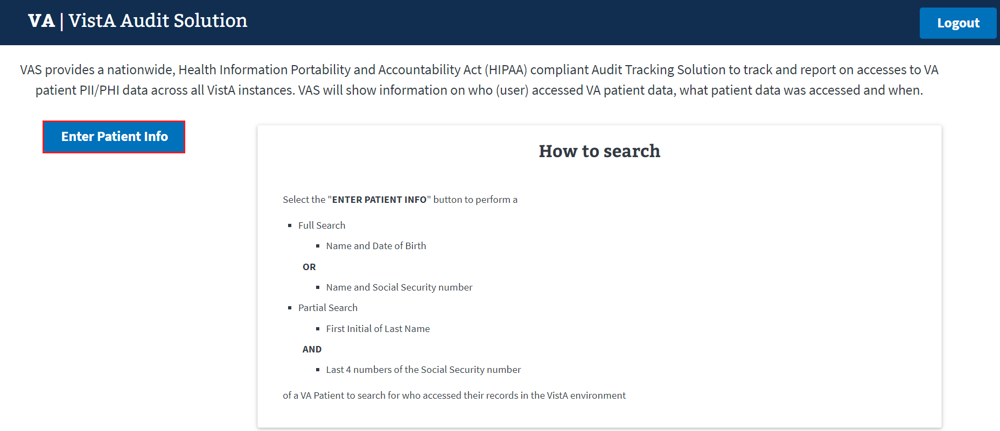 VA | VistA Audit Solution
Logout
VAS provides a nationwide, Health Information Portability and Accountability Act (HIPAA) compliant Audit Tracking Solution to track and report on accesses to VA
patient PII/PHI data across all VistA instances. VAS will show information on who (user) accessed VA patient data, what patient data was accessed and when.
Enter Patient Info
How to search
Select the "ENTER PATIENT INFO" button to perform a
▪ Full Search
▪ Name and Date of Birth
OR
▪ Name and Social Security number
▪ Partial Search
▪ First Initial of Last Name
AND
▪ Last 4 numbers of the Social Security number
of a VA Patient to search for who accessed their records in the VistA environment